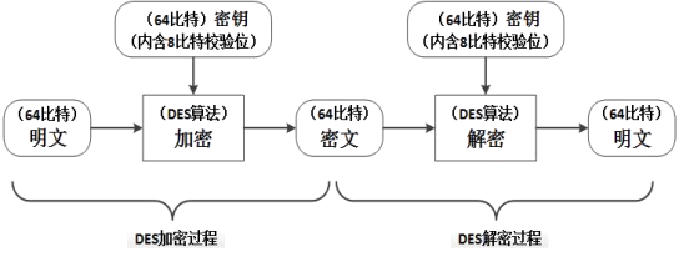 （64比特）密钥
（内含8比特校验位）
（64比特）密钥
（内含8比特校验位）
（64比特）
明文
（DES算法）
加密
（64比特）
密文
（DES算法）
解密
（64比特）
明文
DES加密过程
DES解密过程